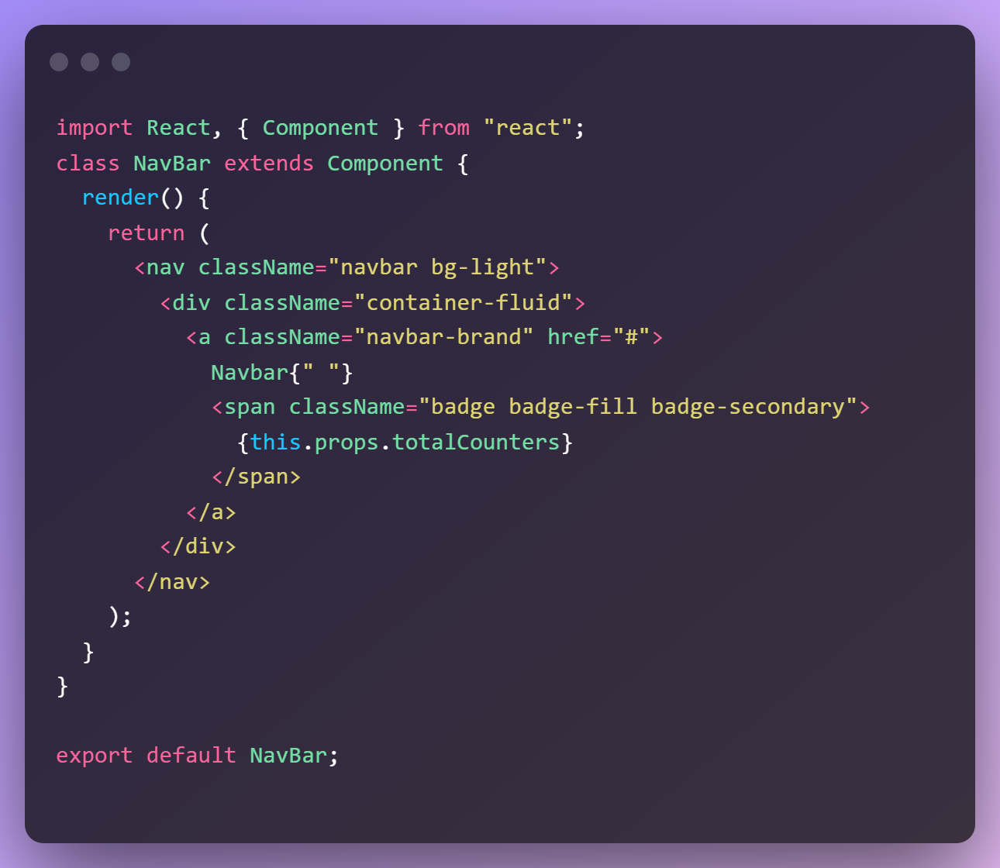 import React, { Component } from "react";
class NavBar extends Component {
  render() {
    return (
      <nav className="navbar bg-light">
        <div className="container-fluid">
          <a className="navbar-brand" href="#">
            Navbar{" "}
            <span className="badge badge-fill badge-secondary">
              {this.props.totalCounters}
            </span>
          </a>
        </div>
      </nav>
    );
  }
}

export default NavBar;